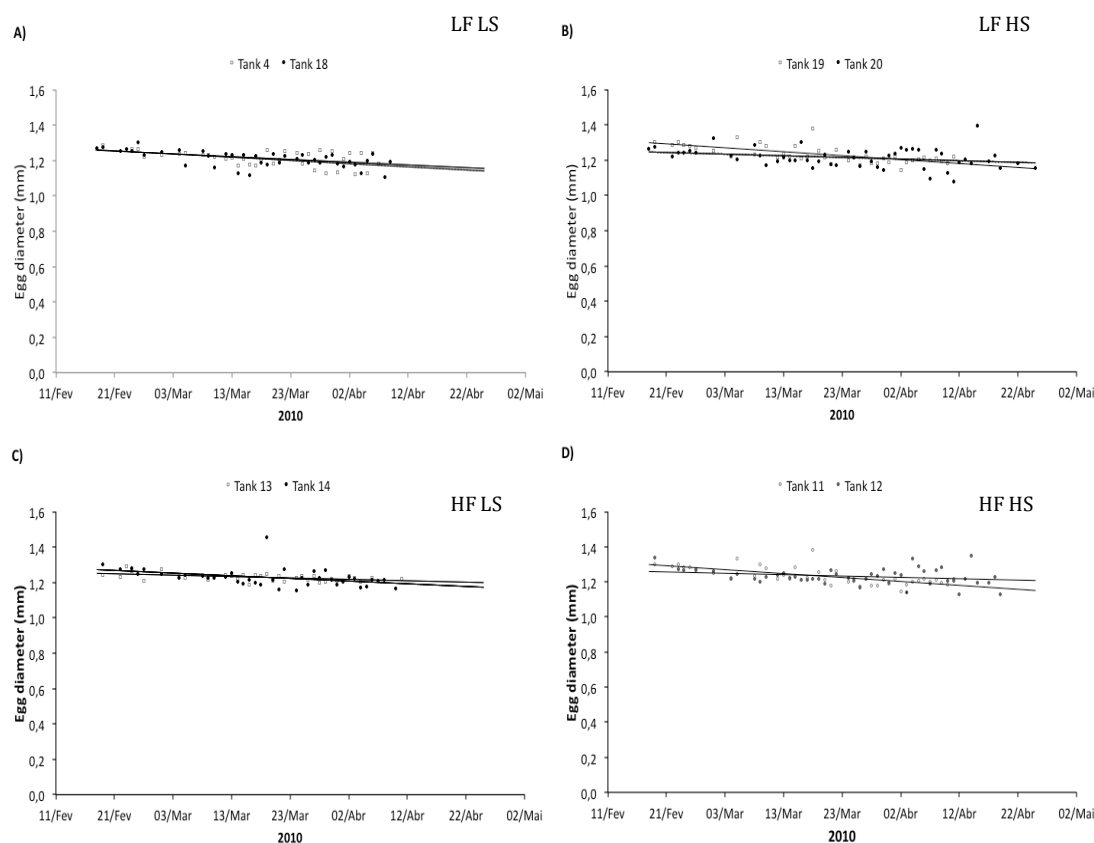 A) LF LS
Tank 4 Tank 18
1,6
1,4
1,2
1,0
0,8
0,6
0,4
0,2
0,0
Egg diameter (mm)
11/Fev 21/Fev 03/Mar 13/Mar 23/Mar 02/Abr 12/Abr 22/Abr 02/Mai
2010
B) LF HS
Tank 19 Tank 20
1,6
1,4
1,2
1,0
0,8
0,6
0,4
0,2
0,0
Egg diameter (mm)
11/Fev 21/Fev 03/Mar 13/Mar 23/Mar 02/Abr 12/Abr 22/Abr 02/Mai
2010
C) HF LS
Tank 13 Tank 14
1,6
1,4
1,2
1,0
0,8
0,6
0,4
0,2
0,0
Egg diameter (mm)
11/Fev 21/Fev 03/Mar 13/Mar 23/Mar 02/Abr 12/Abr 22/Abr 02/Mai
2010
D) HF HS
Tank 11 Tank 12
1,6
1,4
1,2
1,0
0,8
0,6
0,4
0,2
0,0
Egg diameter (mm)
11/Fev 21/Fev 03/Mar 13/Mar 23/Mar 02/Abr 12/Abr 22/Abr 02/Mai
2010